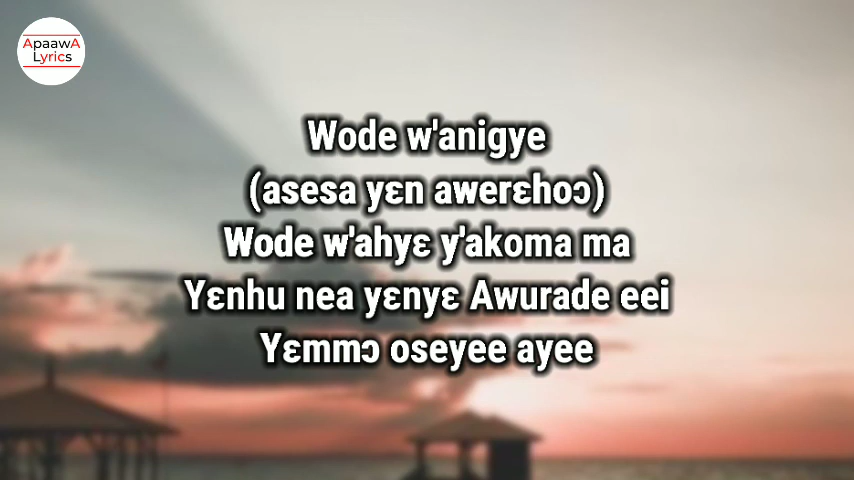 ApaawA
Lyrics
Wode w'anigye
(asesa yɛn awerɛhoɔ)
Wode w'ahyɛ y'akoma ma
Yɛnhu nea yɛnyɛ Awurade eei
Yɛmmɔ oseyee ayee